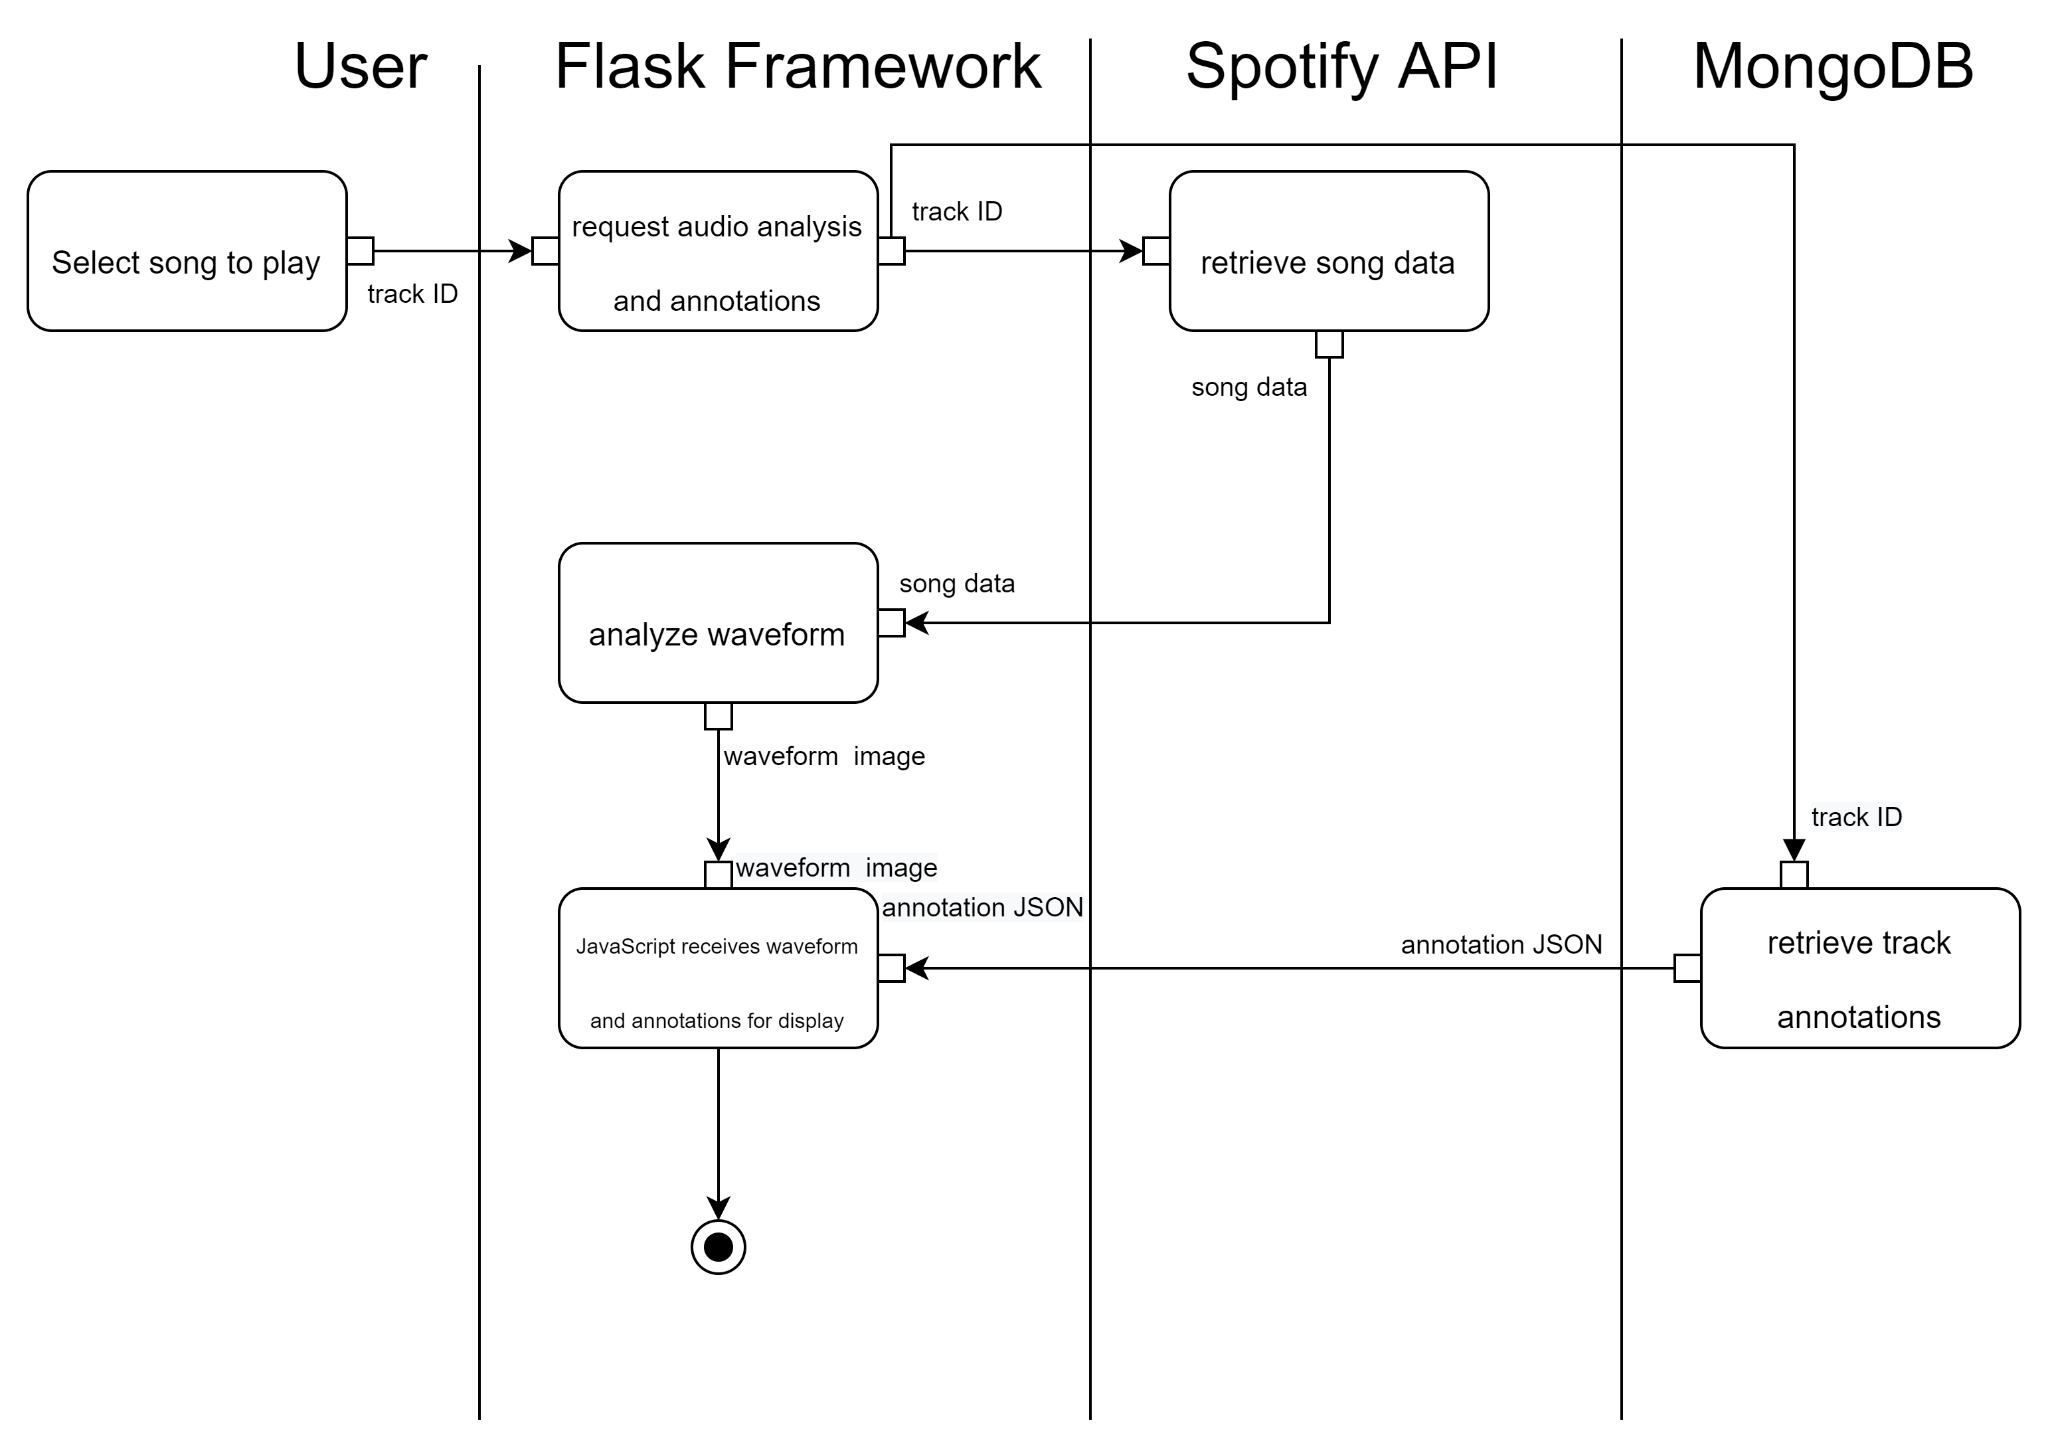 User
Flask Framework
Spotify API
MongoDB
Select song to play
track ID
request audio analysis
and annotations
track ID
retrieve song data
song data
analyze waveform
song data
waveform  image
waveform  image
annotation JSON
JavaScript receives waveform
and annotations for display
annotation JSON
track ID
retrieve track
annotations